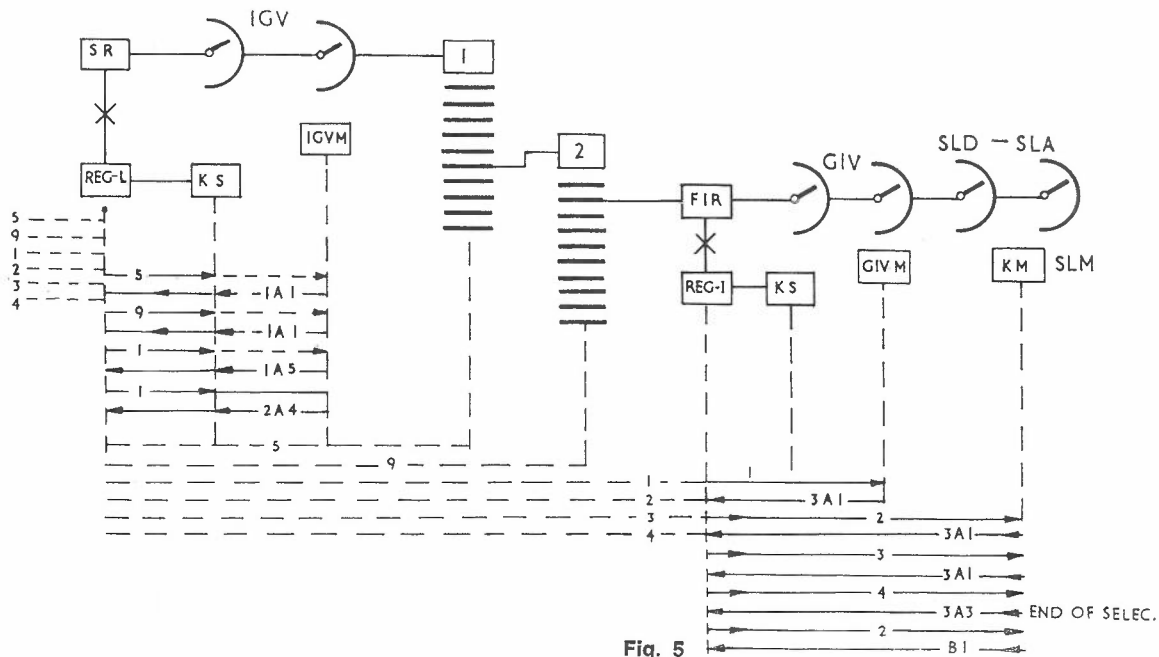 IGV
SR
1
IGVM
2
SLD – SLA
GIV
REG-L
KS
FIR
5
9
1
2
3
4
GIVM
KM
SLM
REG-I
KS
5
1A1
9
1A1
1
1A5
1
2A4
5
9
1
1
2
3A1
3
2
4
3A1
3
3A1
4
3A3
END OF SELEC.
2
B1
Fig. 5